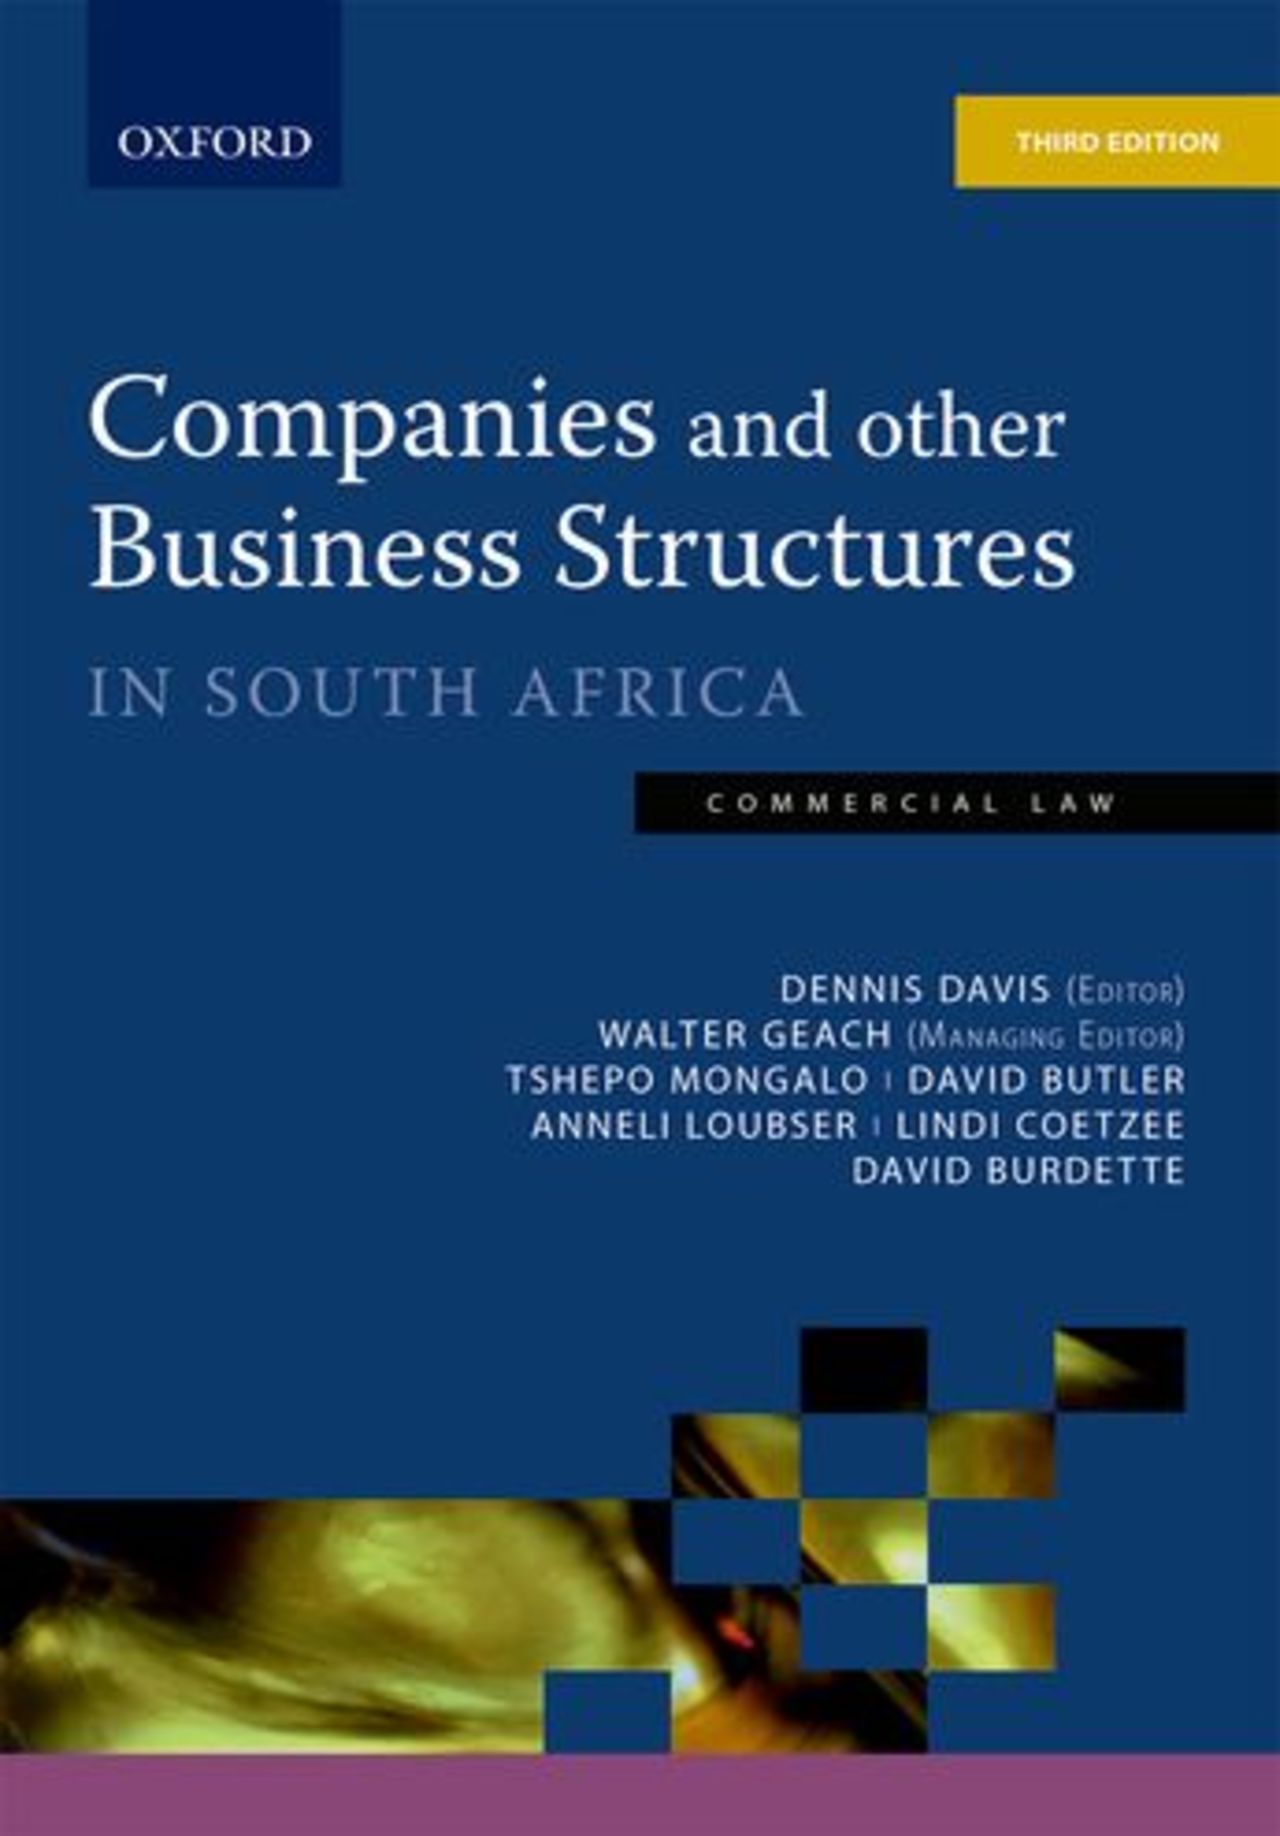 OXFORD
THIRD EDITION
Companies and other
Business Structures
IN SOUTH AFRICA
COMMERCIAL LAW
DENNIS DAVIS (EDITOR)
WALTER GEACH (MANAGING EDITOR)
TSHEPO MONGALO | DAVID BUTLER
ANNELI LOUBSER | LINDI COETZEE
DAVID BURDETTE